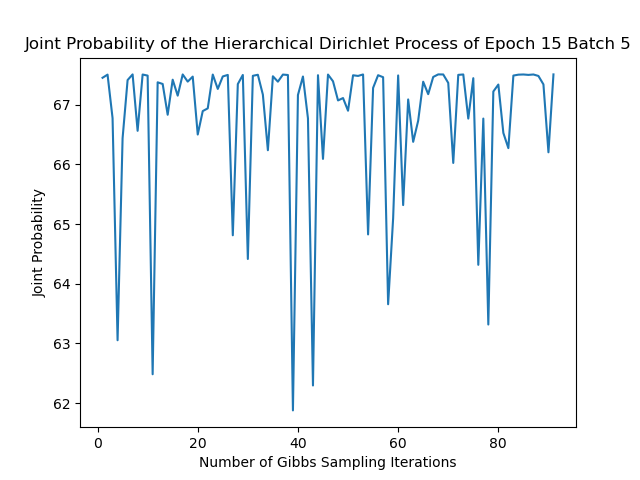 Joint Probability of the Hierarchical Dirichlet Process of Epoch 15 Batch 5
67
66
65
64
63
62
Joint Probability
0 20 40 60 80
Number of Gibbs Sampling Iterations